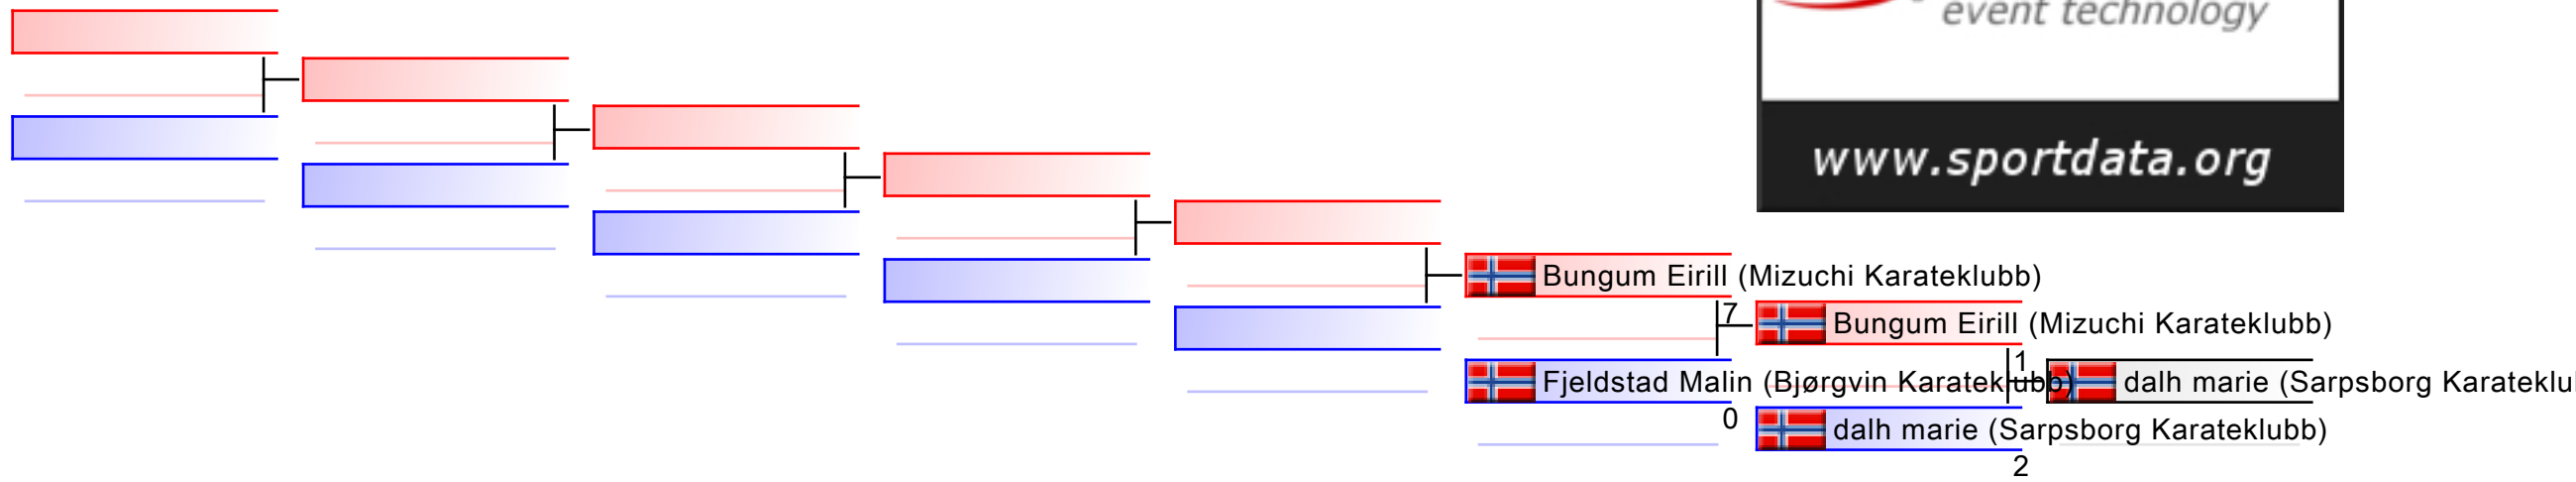 event technology
www.sportdata.org
Bungum Eirill (Mizuchi Karateklubb)
7
Bungum Eirill (Mizuchi Karateklubb)
1
Fjeldstad Malin (Bjørgvin Karateklubb)
dalh marie (Sarpsborg Karateklu
0
dalh marie (Sarpsborg Karateklubb)
2